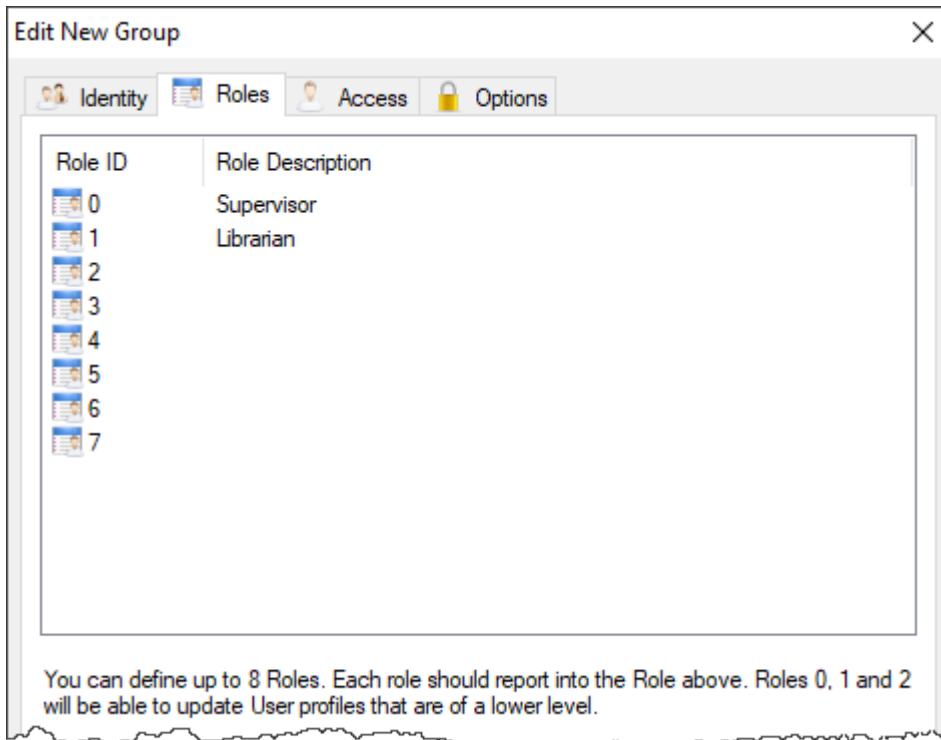 Edit New Group
Identity Roles Access Options
Role ID Role Description
0 Supervisor
1 Librarian
2
3
4
5
6
7
You can define up to 8 Roles. Each role should report into the Role above. Roles 0, 1 and 2
will be able to update User profiles that are of a lower level.